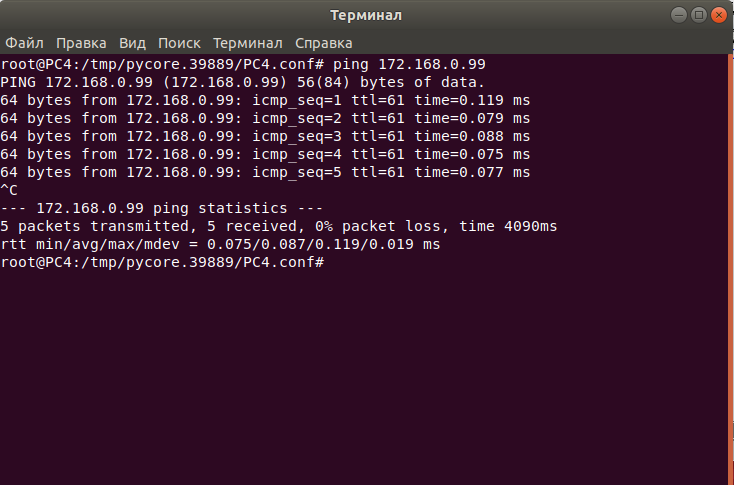 Терминал
Файл Правка Вид Поиск Терминал Справка
root@PC4:/tmp/pycore.39889/PC4.conf# ping 172.168.0.99
PING 172.168.0.99 (172.168.0.99) 56(84) bytes of data.
64 bytes from 172.168.0.99: icmp_seq=1 ttl=61 time=0.119 ms
64 bytes from 172.168.0.99: icmp_seq=2 ttl=61 time=0.079 ms
64 bytes from 172.168.0.99: icmp_seq=3 ttl=61 time=0.088 ms
64 bytes from 172.168.0.99: icmp_seq=4 ttl=61 time=0.075 ms
64 bytes from 172.168.0.99: icmp_seq=5 ttl=61 time=0.077 ms
^C
--- 172.168.0.99 ping statistics ---
5 packets transmitted, 5 received, 0% packet loss, time 4090ms
rtt min/avg/max/mdev = 0.075/0.087/0.119/0.019 ms
root@PC4:/tmp/pycore.39889/PC4.conf#